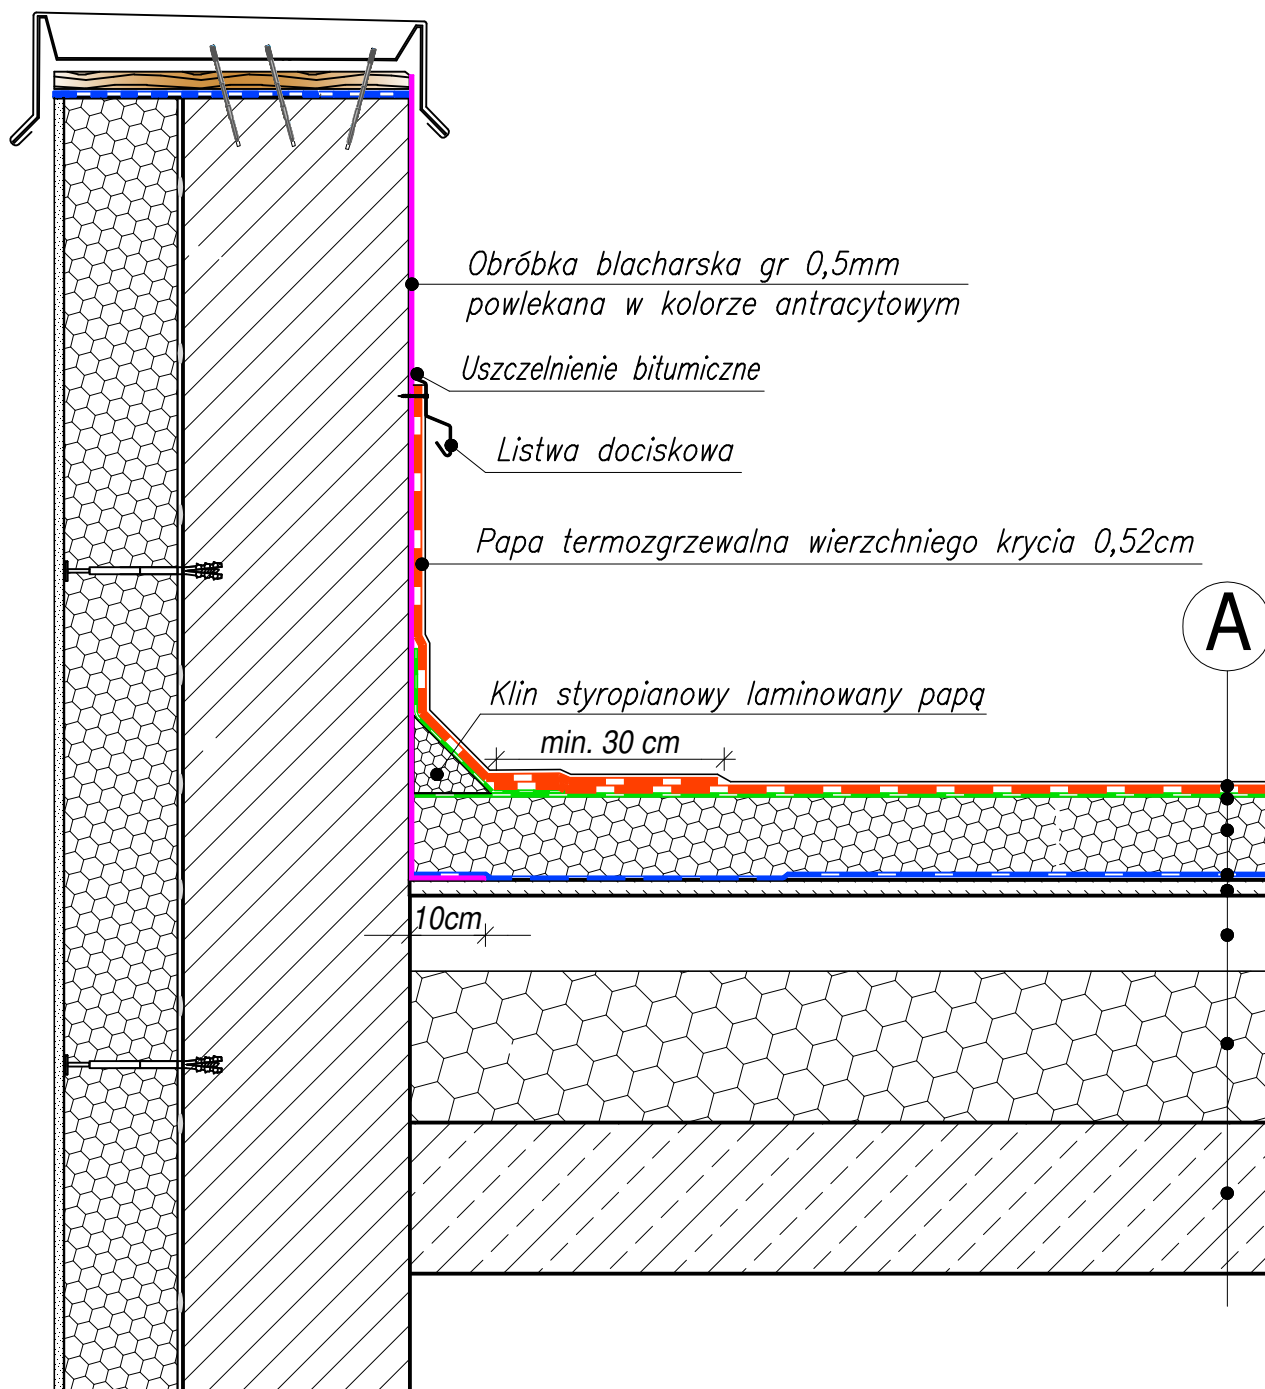 Obróbka blacharska gr 0,5mm
powlekana w kolorze antracytowym
Uszczelnienie bitumiczne
Listwa dociskowa
Papa termozgrzewalna wierzchniego krycia 0,52cm
A
Klin styropianowy laminowany papą
min. 30 cm
10cm